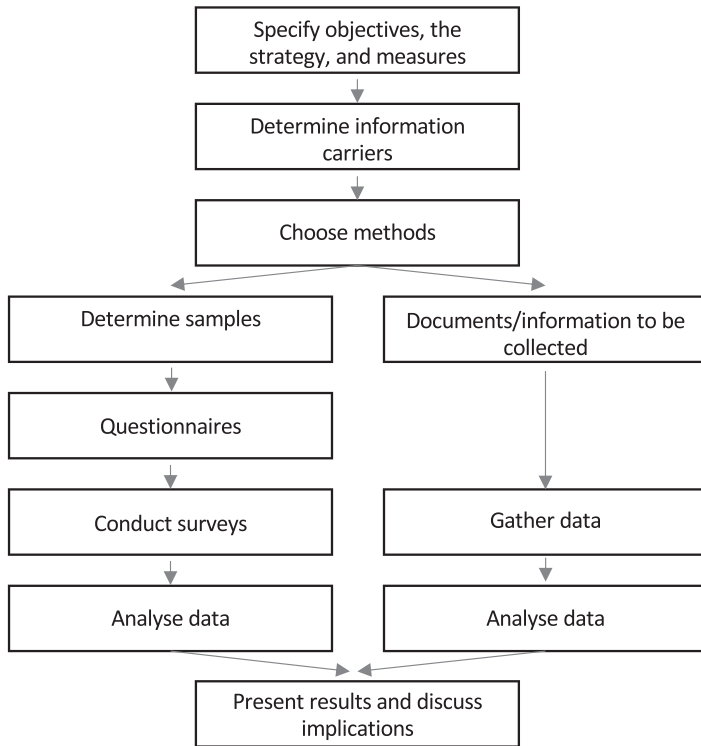 Specify objectives, the
strategy, and measures
Determine information
carriers
Choose methods
Determine samples
Documents/information to be
collected
Questionnaires
Conduct surveys
Gather data
Analyse data
Analyse data
Present results and discuss
implications